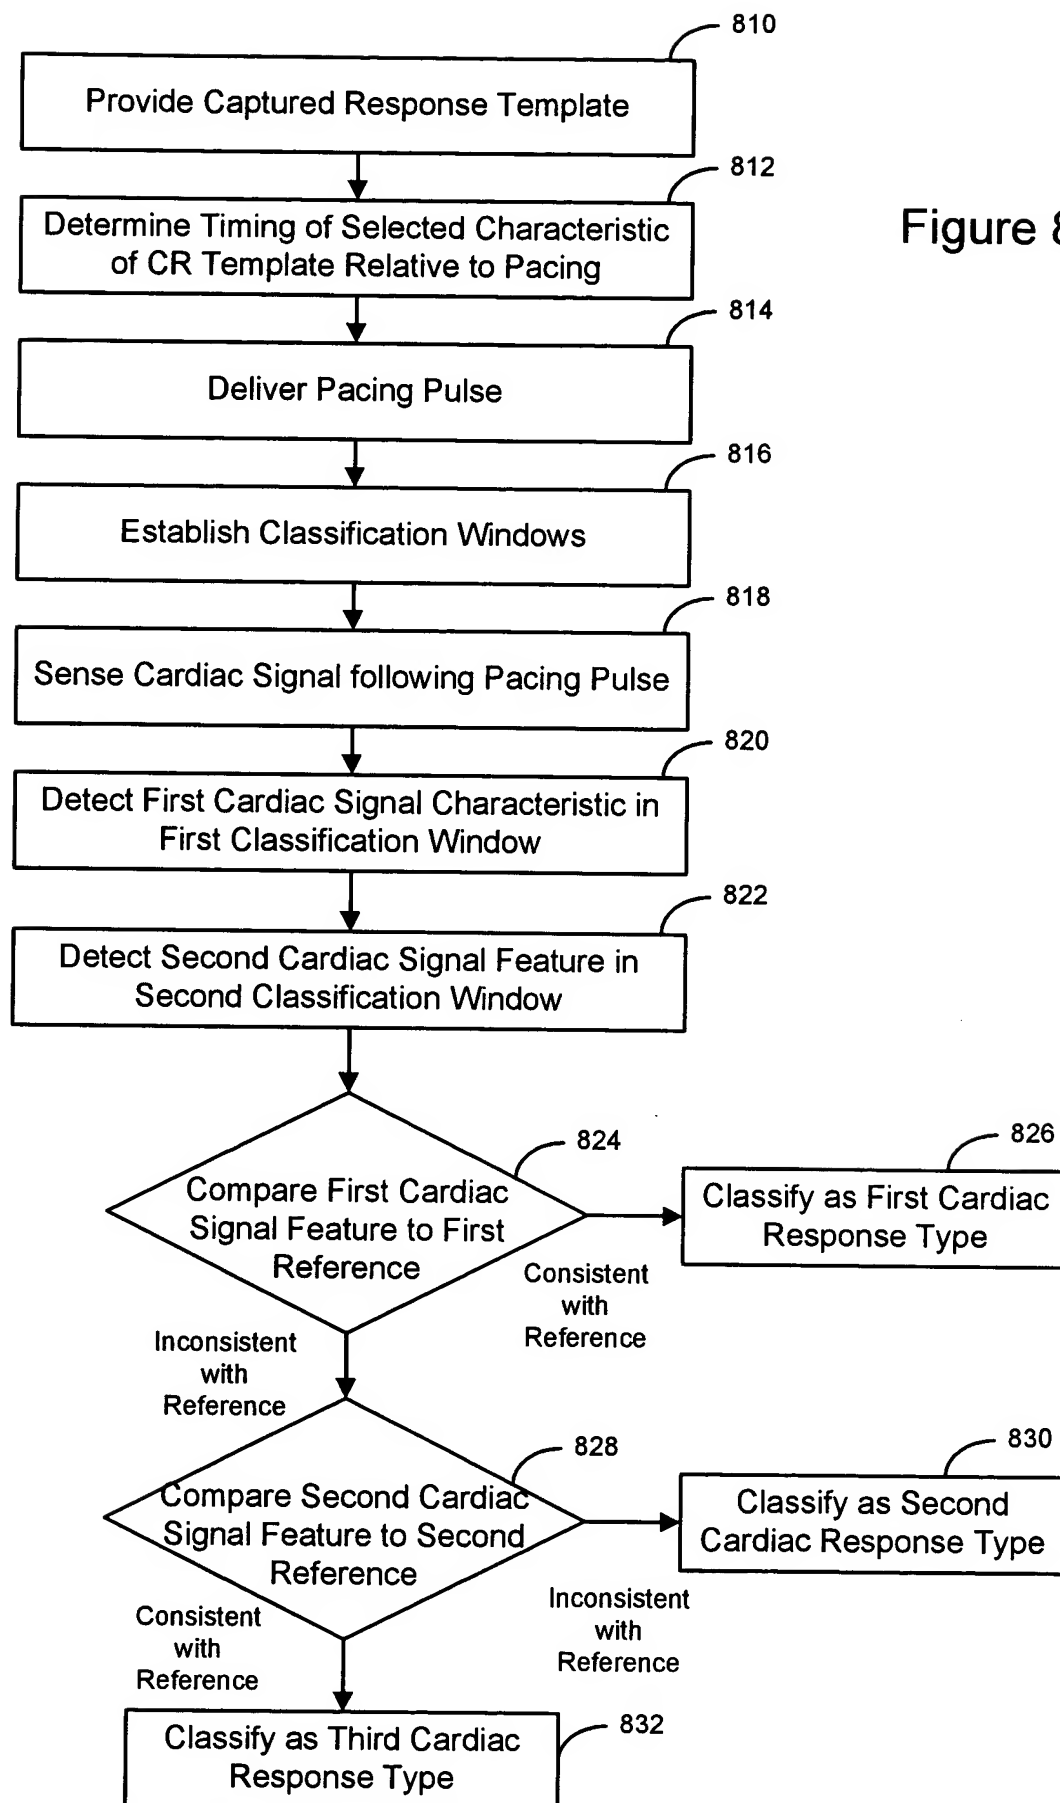 810
Provide Captured Response Template
812
Determine Timing of Selected Characteristic
of CR Template Relative to Pacing
Figure 8
814
Deliver Pacing Pulse
816
Establish Classification Windows
818
Sense Cardiac Signal following Pacing Pulse
820
Detect First Cardiac Signal Characteristic in
First Classification Window
822
Detect Second Cardiac Signal Feature in
Second Classification Window
824
Compare First Cardiac
Signal Feature to First
Reference
826
Classify as First Cardiac
Response Type
Consistent
with
Reference
Inconsistent
with
Reference
828
Compare Second Cardiac
Signal Feature to Second
Reference
830
Classify as Second
Cardiac Response Type
Inconsistent
with
Reference
Consistent
with
Reference
832
Classify as Third Cardiac
Response Type